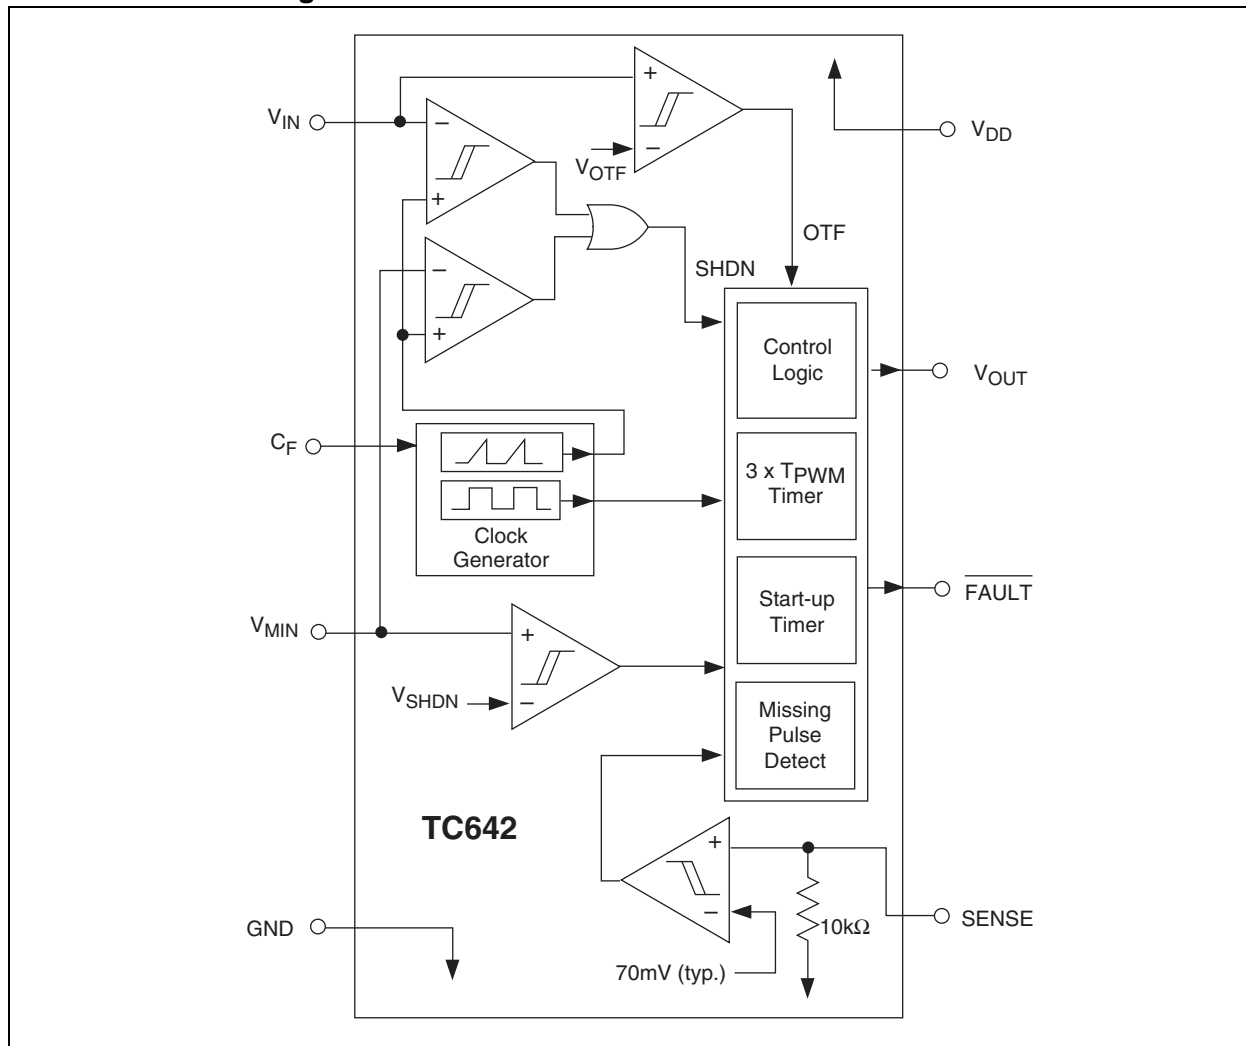 V_IN
+
−
V_OTF
−
V_DD
+
OTF
−
SHDN
+
Control
Logic
V_OUT
C_F
3 x T_PWM
Timer
Clock
Generator
FAULT
Start-up
Timer
V_MIN
+
V_SHDN
−
Missing
Pulse
Detect
TC642
+
−
10kΩ
SENSE
GND
70mV (typ.)